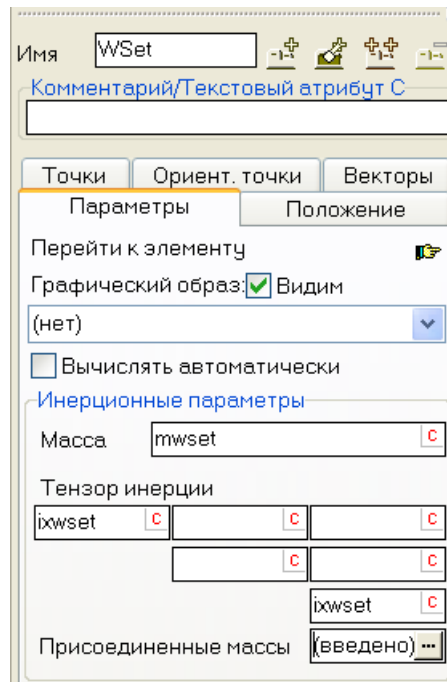 Имя WSet
Комментарий/Текстовый атрибут C
Точки Ориент. точки Векторы
Параметры Положение
Перейти к элементу
Графический образ: Видим
(нет)
Вычислять автоматически
Инерционные параметры
Масса mwset C
Тензор инерции
ixwset C C C
C C
ixwset C
Присоединенные массы (введено) ...